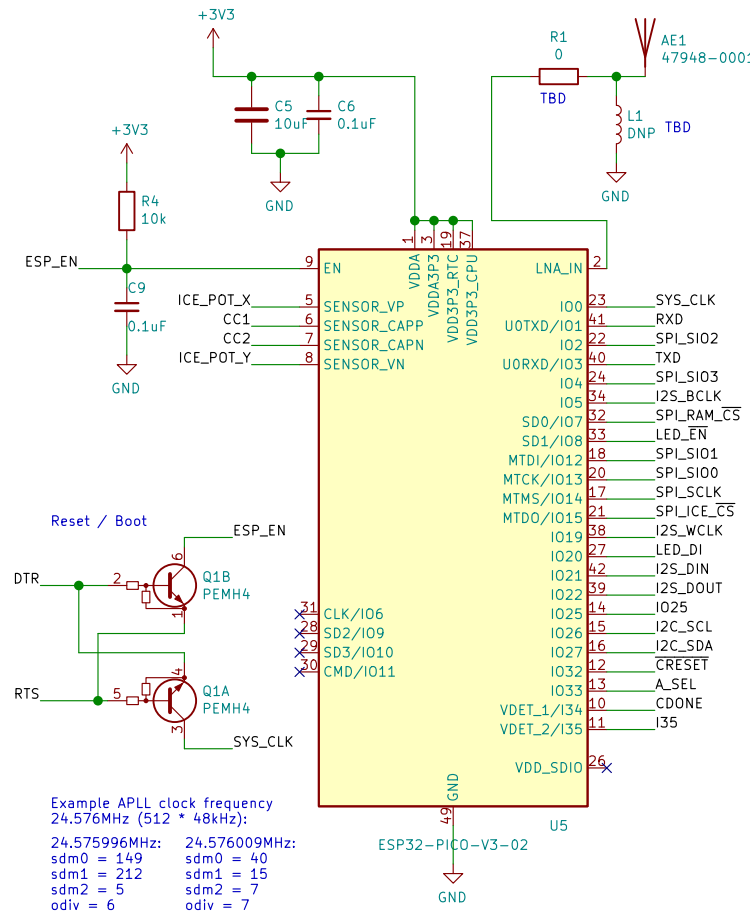 +3V3
R1
0
TBD
AE1
47948-0001
C5
10uF
C6
0.1uF
L1
DNP
TBD
GND
GND
+3V3
R4
10k
ESP_EN
C9
0.1uF
GND
1
3
19
37
VDDA
VDDA3P3
VDD3P3_RTC
VDD3P3_CPU
9 EN
LNA_IN 2
ICE_POT_X 5 SENSOR_VP
CC1 6 SENSOR_CAPP
CC2 7 SENSOR_CAPN
ICE_POT_Y 8 SENSOR_VN
IO0 23 SYS_CLK
U0TXD/IO1 41 RXD
IO2 22 SPI_SIO2
U0RXD/IO3 40 TXD
IO4 24 SPI_SIO3
IO5 34 I2S_BCLK
SD0/IO7 32 SPI_RAM_CS
SD1/IO8 33 LED_EN
MTDI/IO12 18 SPI_SIO1
MTCK/IO13 20 SPI_SIO0
MTMS/IO14 17 SPI_SCLK
MTDO/IO15 21 SPI_ICE_CS
IO19 38 I2S_WCLK
IO20 27 LED_DI
IO21 42 I2S_DIN
IO22 39 I2S_DOUT
IO25 14 IO25
IO26 15 I2C_SCL
IO27 16 I2C_SDA
IO32 12 CRESET
IO33 13 A_SEL
VDET_1/I34 10 CDONE
VDET_2/I35 11 I35
VDD_SDIO 26
31 CLK/IO6
28 SD2/IO9
29 SD3/IO10
30 CMD/IO11
GND
49
U5
ESP32-PICO-V3-02
GND
Reset / Boot
ESP_EN
6
DTR
2
Q1B
PEMH4
1
4
RTS
5
Q1A
PEMH4
3
SYS_CLK
Example APLL clock frequency
24.576MHz (512 * 48kHz):
24.575996MHz: 24.576009MHz:
sdm0 = 149 sdm0 = 40
sdm1 = 212 sdm1 = 15
sdm2 = 5 sdm2 = 7
odiv = 6 odiv = 7